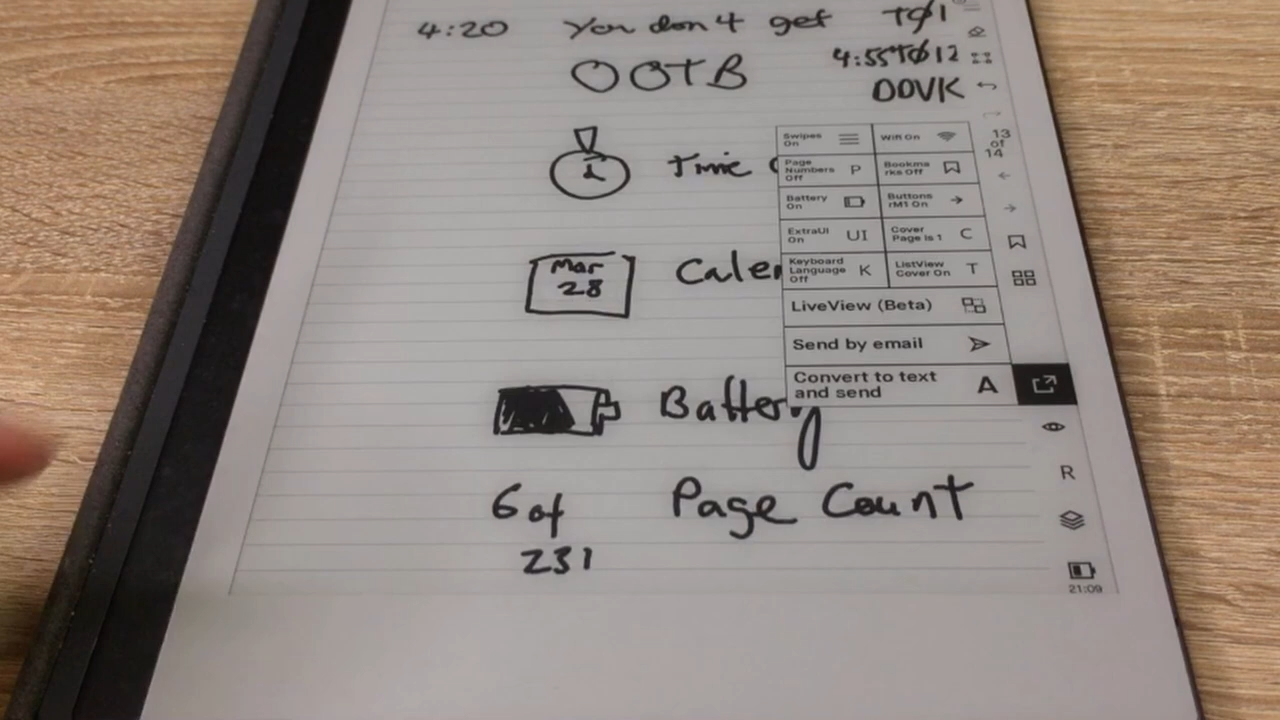 4:20 You don't get TØ1
OOTB 4:55TØ12
DOVK
Time
Mar
28
Calen
Battery
6 of
231
Page Count
Swipes
On
Wifi On
Page
Numbers
Off
P
Bookma
rks Off
Battery
On
Buttons
rM1 On
ExtraUI
On
UI
Cover
Page is 1
C
Keyboard
Language
Off
K
ListView
Cover On
T
LiveView (Beta)
Send by email
Convert to text
and send
A
13
of
14
R
21:09